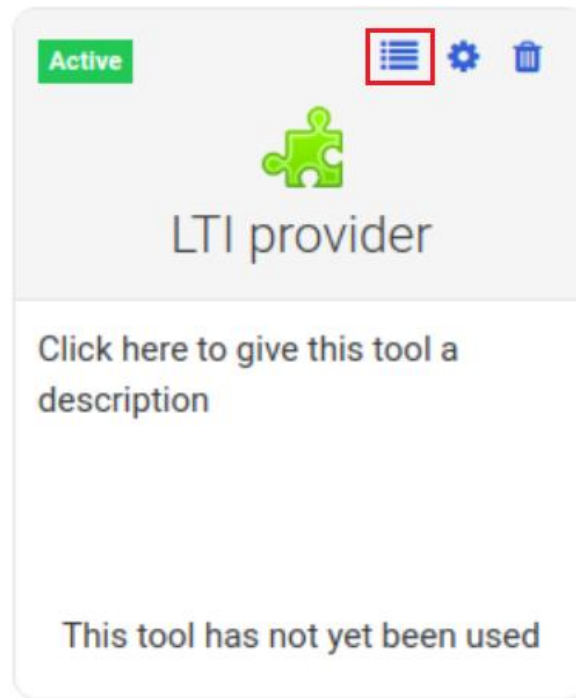 Active
LTI provider
Click here to give this tool a
description
This tool has not yet been used